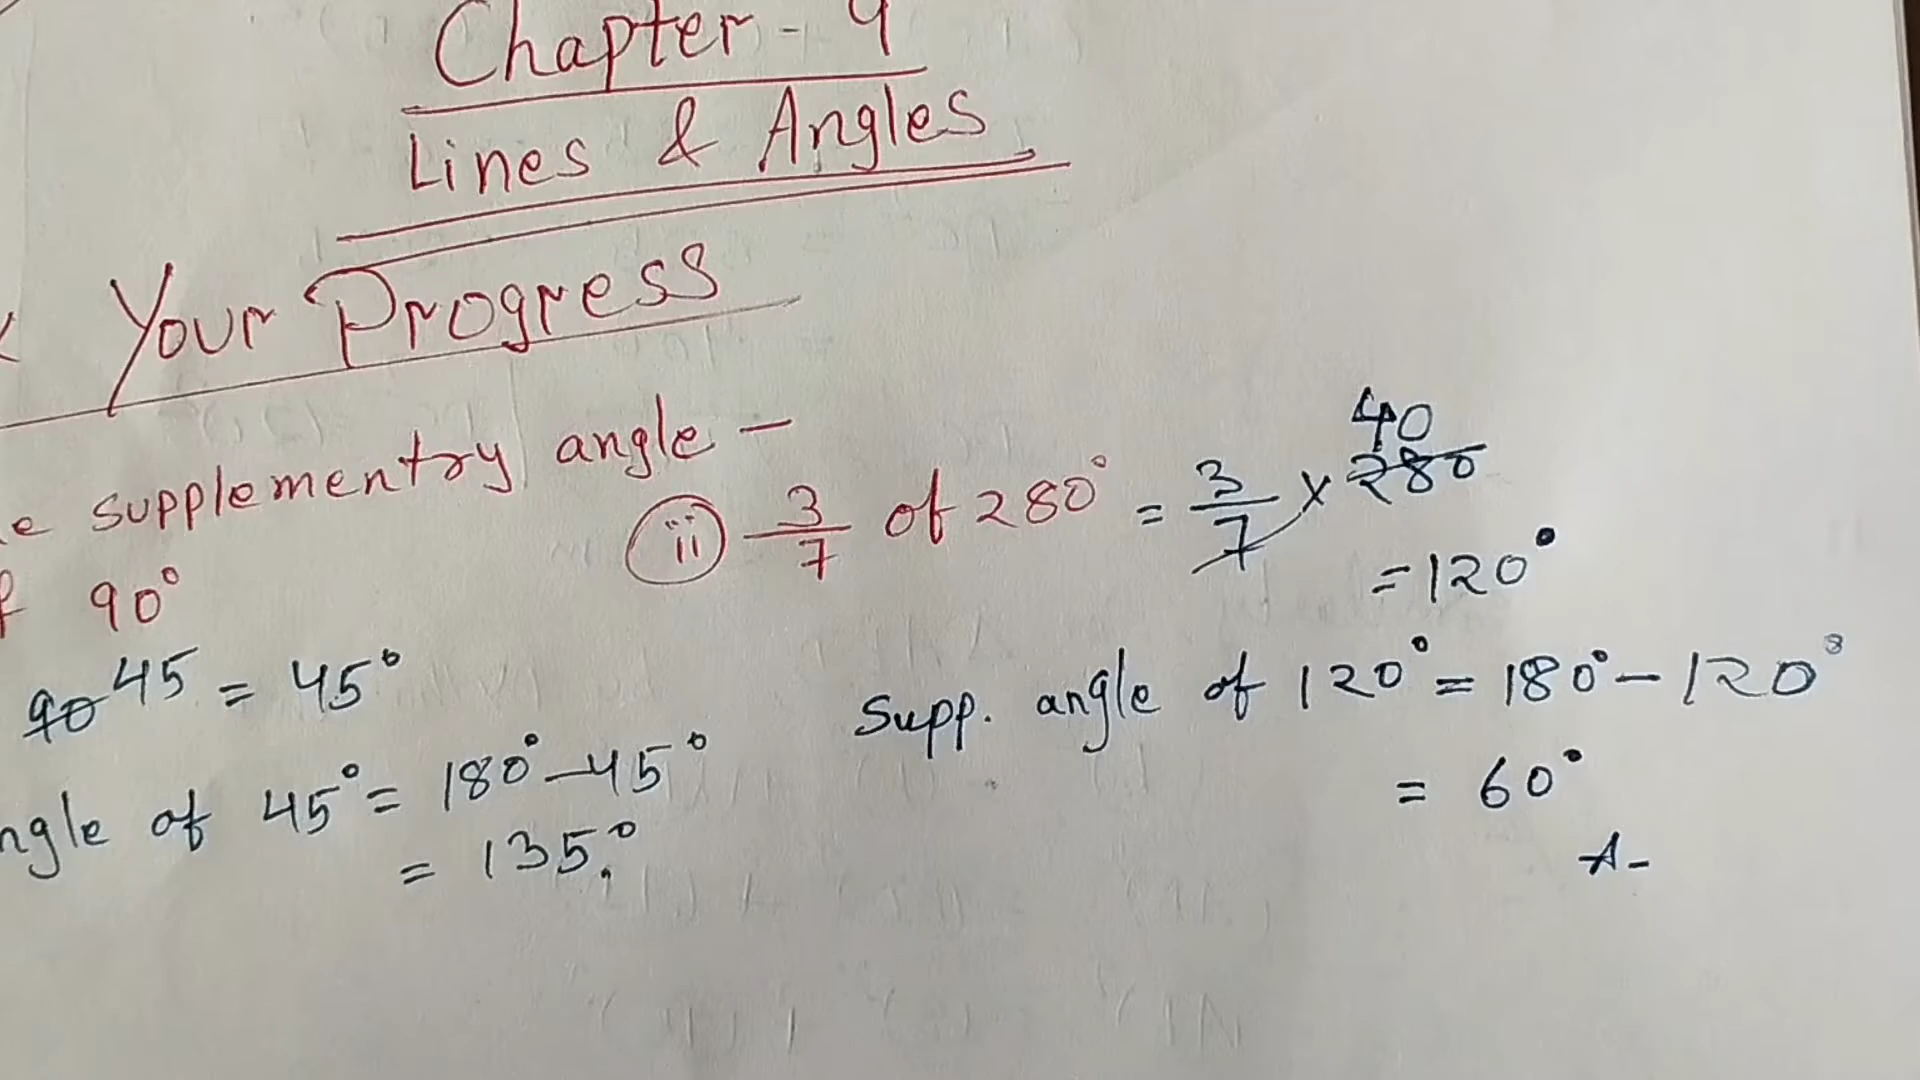 Chapter - 9
Lines & Angles
Your Progress
supplementry angle -
90°
90 45 = 45°
ngle of 45° = 180° - 45°
= 135°.
ii 3/7 of 280° = 3/7 x 280 40
= 120°
Supp. angle of 120° = 180° - 120°
= 60°